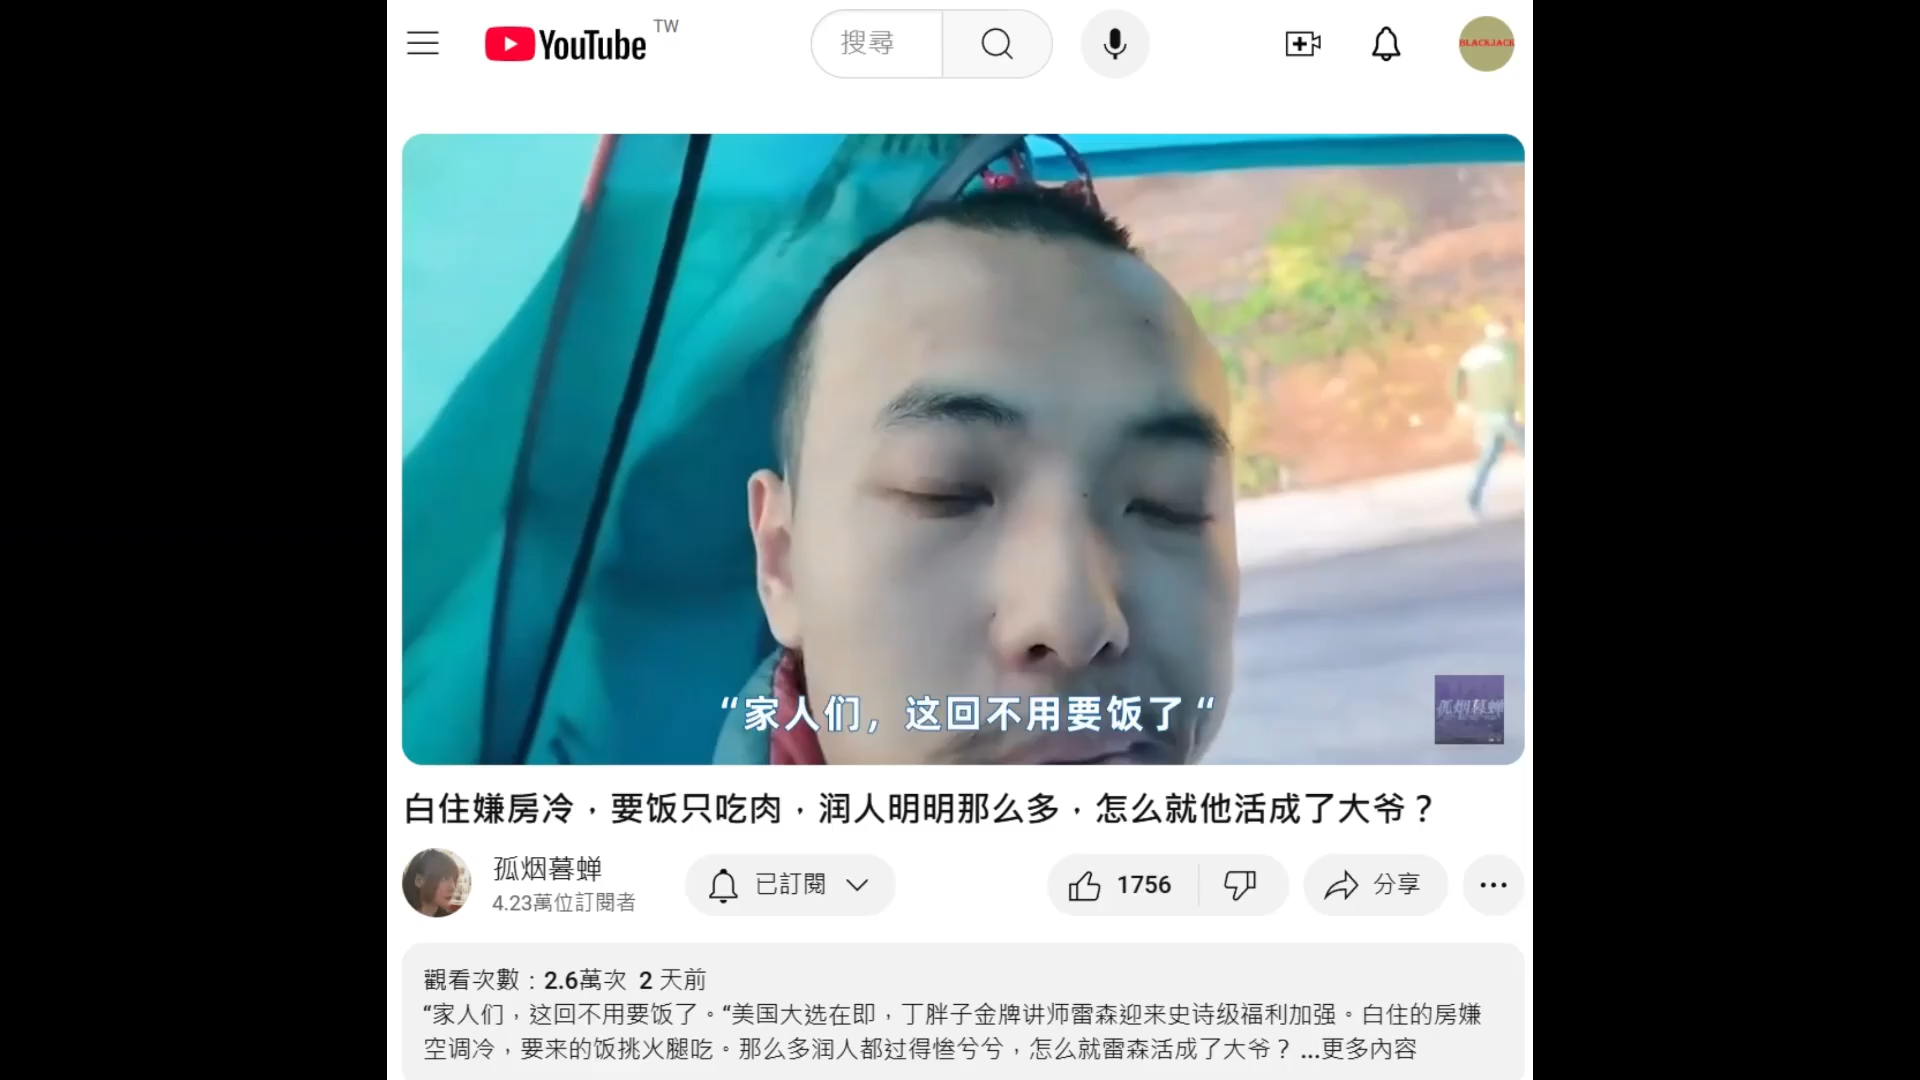 YouTube TW
搜尋
BLACKJACK
“家人们，这回不用要饭了“
孤烟暮蝉
白住嫌房冷，要饭只吃肉，润人明明那么多，怎么就他活成了大爷？
孤烟暮蝉
4.23萬位訂閱者
已訂閱
1756
分享
觀看次數：2.6萬次 2 天前
“家人们，这回不用要饭了。“美国大选在即，丁胖子金牌讲师雷森迎来史诗级福利加强。白住的房嫌
空调冷，要来的饭挑火腿吃。那么多润人都过得惨兮兮，怎么就雷森活成了大爷？ ...更多內容